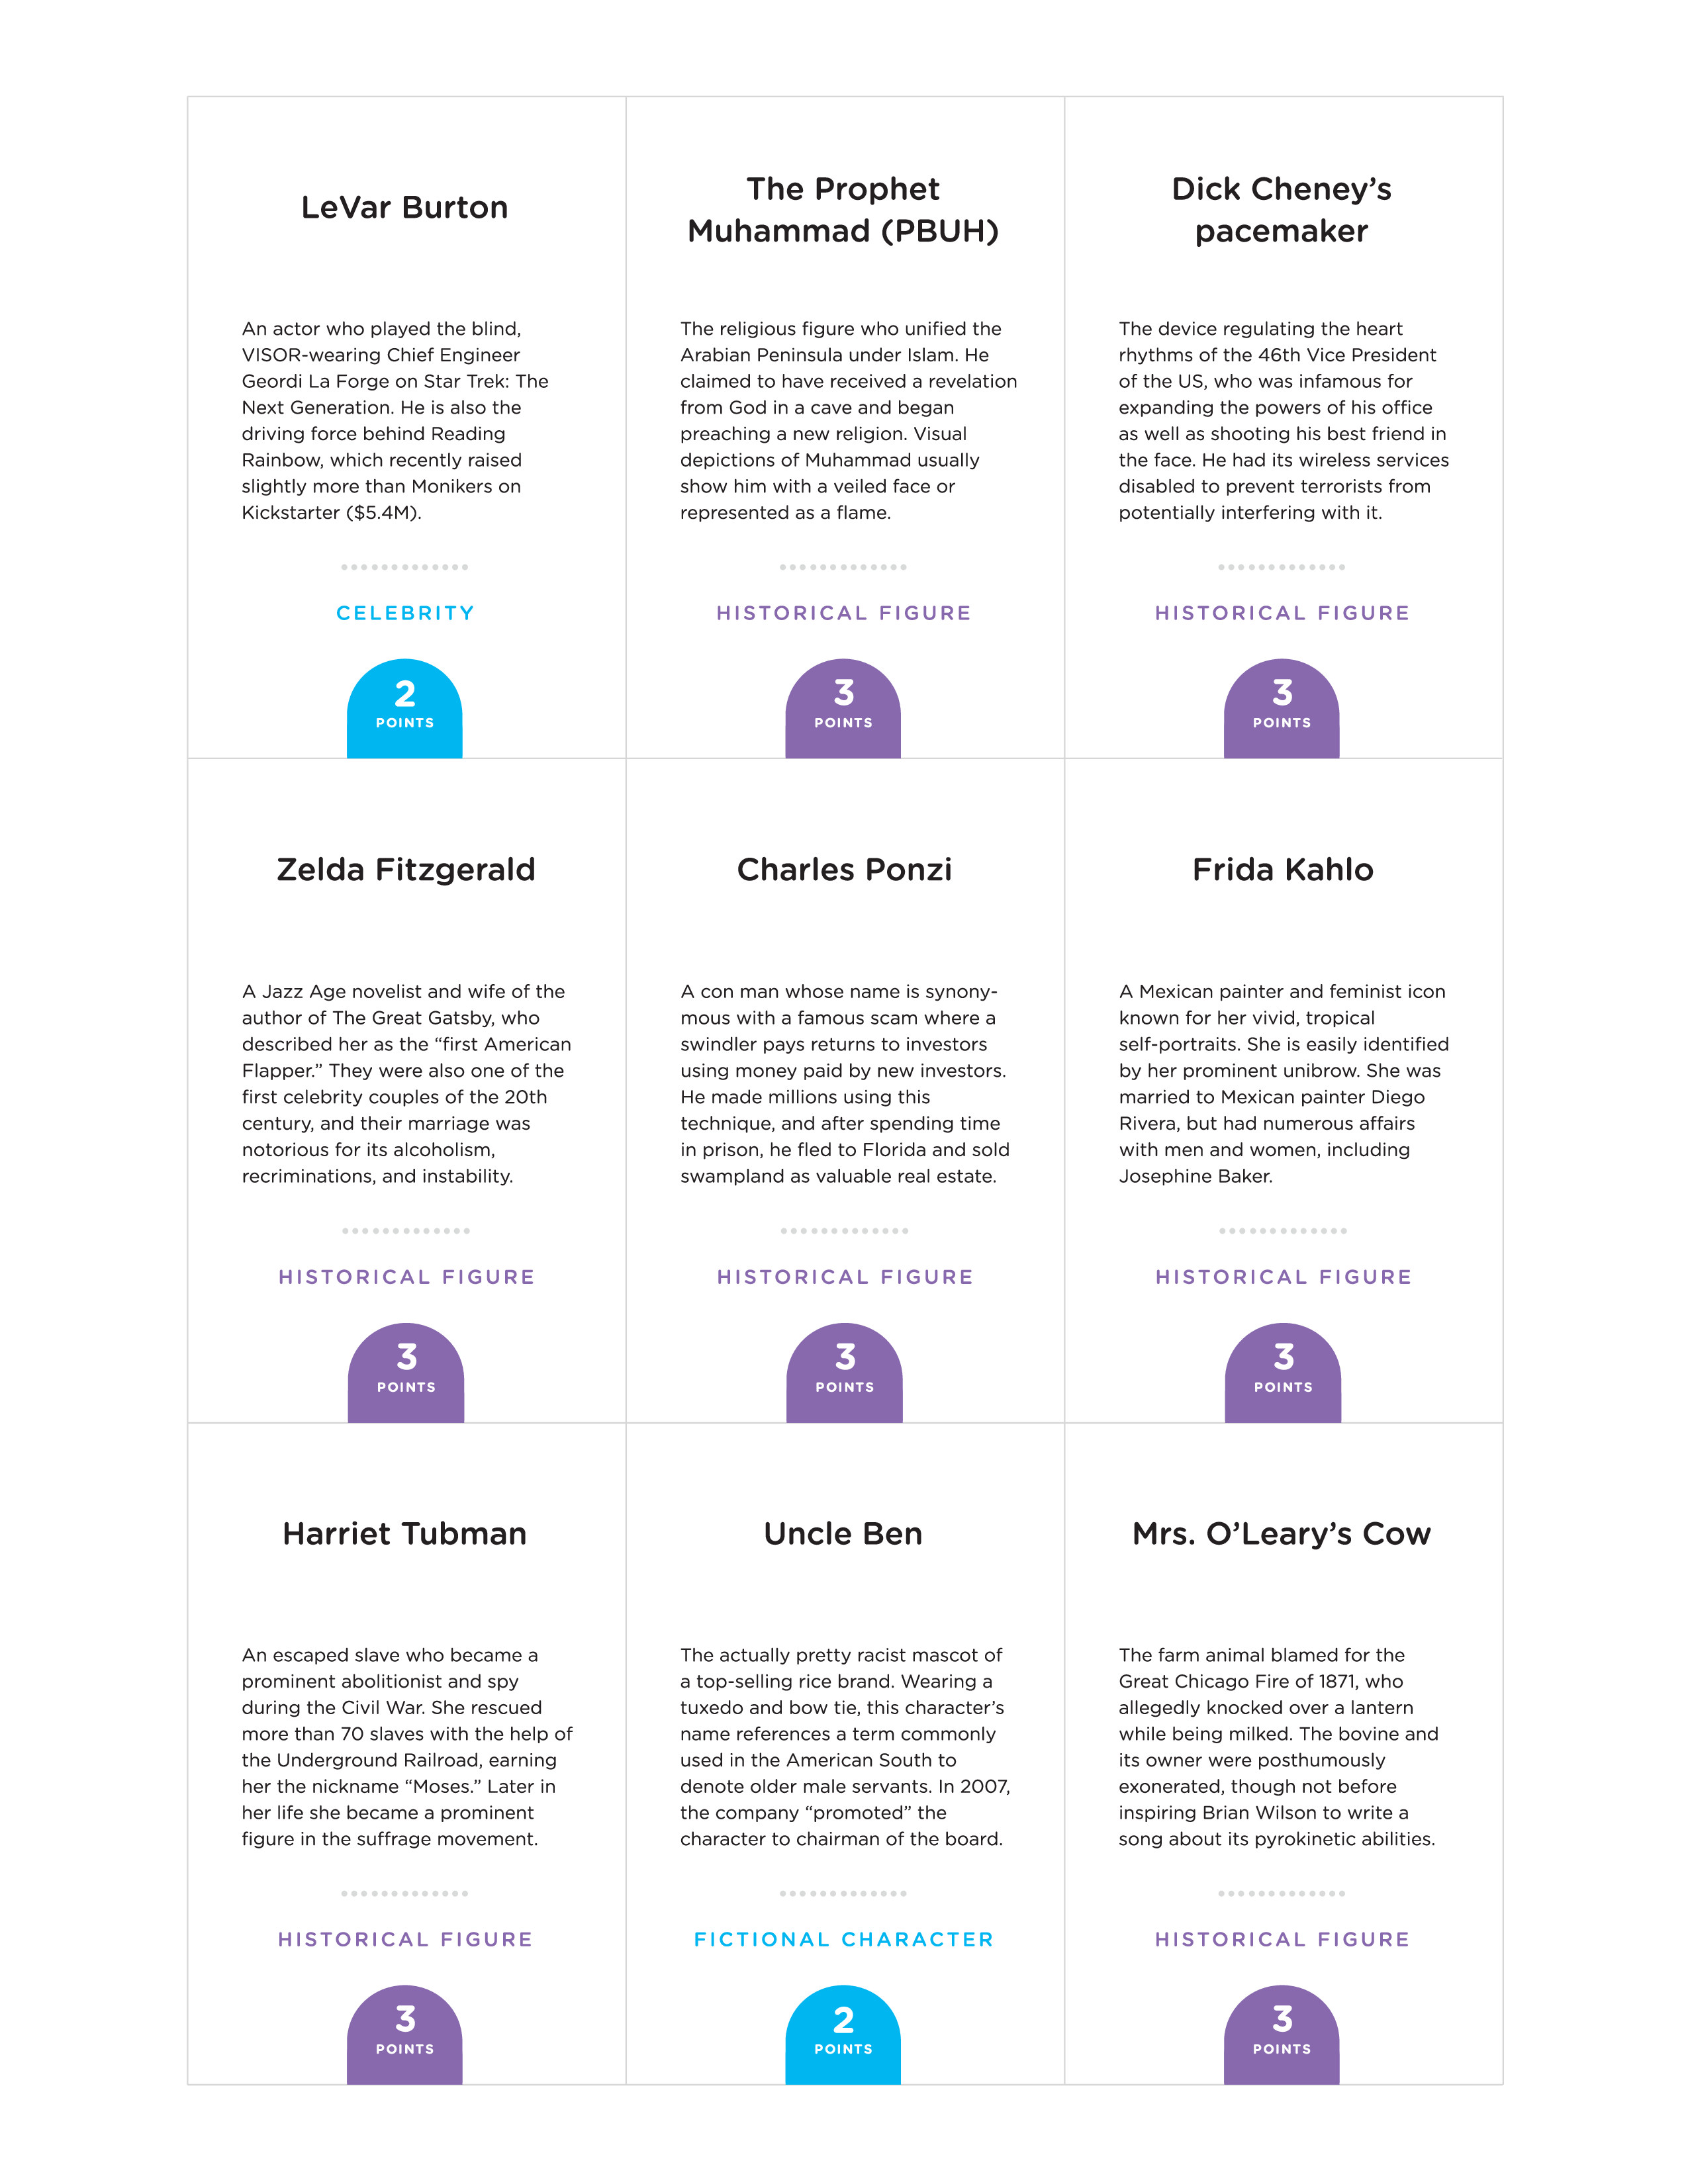 LeVar Burton
An actor who played the blind,
VISOR-wearing Chief Engineer
Geordi La Forge on Star Trek: The
Next Generation. He is also the
driving force behind Reading
Rainbow, which recently raised
slightly more than Monikers on
Kickstarter ($5.4M).
CELEBRITY
2
POINTS
The Prophet
Muhammad (PBUH)
The religious figure who unified the
Arabian Peninsula under Islam. He
claimed to have received a revelation
from God in a cave and began
preaching a new religion. Visual
depictions of Muhammad usually
show him with a veiled face or
represented as a flame.
HISTORICAL FIGURE
3
POINTS
Dick Cheney’s
pacemaker
The device regulating the heart
rhythms of the 46th Vice President
of the US, who was infamous for
expanding the powers of his office
as well as shooting his best friend in
the face. He had its wireless services
disabled to prevent terrorists from
potentially interfering with it.
HISTORICAL FIGURE
3
POINTS
Zelda Fitzgerald
A Jazz Age novelist and wife of the
author of The Great Gatsby, who
described her as the “first American
Flapper.” They were also one of the
first celebrity couples of the 20th
century, and their marriage was
notorious for its alcoholism,
recriminations, and instability.
HISTORICAL FIGURE
3
POINTS
Charles Ponzi
A con man whose name is synony-
mous with a famous scam where a
swindler pays returns to investors
using money paid by new investors.
He made millions using this
technique, and after spending time
in prison, he fled to Florida and sold
swampland as valuable real estate.
HISTORICAL FIGURE
3
POINTS
Frida Kahlo
A Mexican painter and feminist icon
known for her vivid, tropical
self-portraits. She is easily identified
by her prominent unibrow. She was
married to Mexican painter Diego
Rivera, but had numerous affairs
with men and women, including
Josephine Baker.
HISTORICAL FIGURE
3
POINTS
Harriet Tubman
An escaped slave who became a
prominent abolitionist and spy
during the Civil War. She rescued
more than 70 slaves with the help of
the Underground Railroad, earning
her the nickname “Moses.” Later in
her life she became a prominent
figure in the suffrage movement.
HISTORICAL FIGURE
3
POINTS
Uncle Ben
The actually pretty racist mascot of
a top-selling rice brand. Wearing a
tuxedo and bow tie, this character’s
name references a term commonly
used in the American South to
denote older male servants. In 2007,
the company “promoted” the
character to chairman of the board.
FICTIONAL CHARACTER
2
POINTS
Mrs. O’Leary’s Cow
The farm animal blamed for the
Great Chicago Fire of 1871, who
allegedly knocked over a lantern
while being milked. The bovine and
its owner were posthumously
exonerated, though not before
inspiring Brian Wilson to write a
song about its pyrokinetic abilities.
HISTORICAL FIGURE
3
POINTS